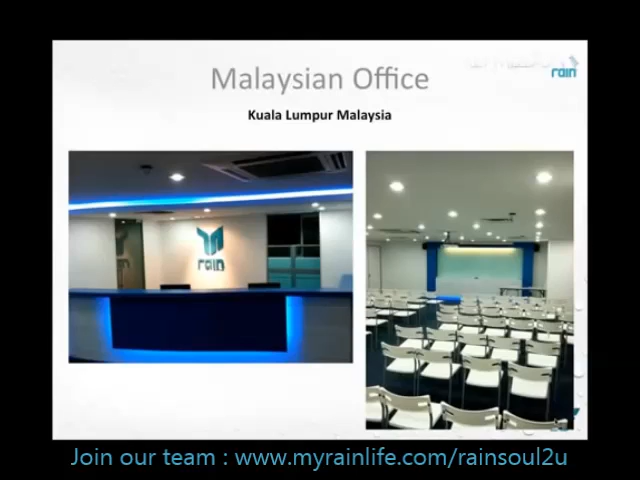 Malaysian Office
rain
Kuala Lumpur Malaysia
rain
Join our team : www.myrainlife.com/rainsoul2u